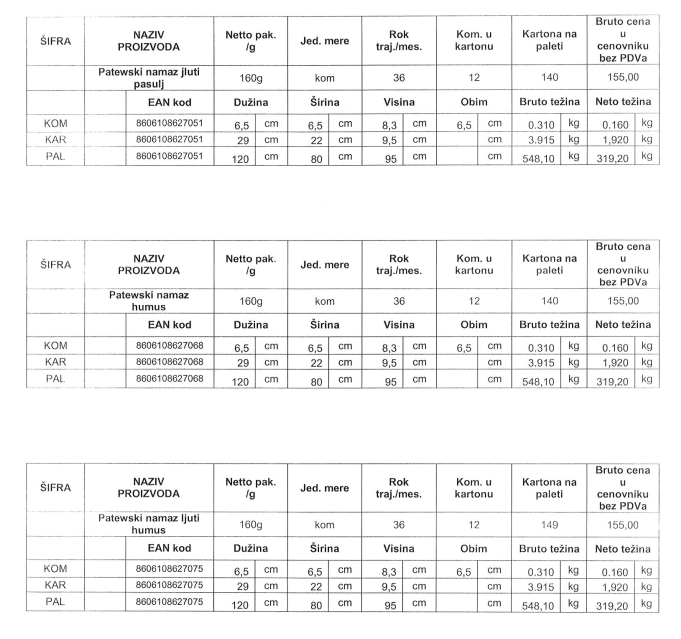 ŠIFRA NAZIV PROIZVODA Netto pak. /g Jed. mere Rok traj./mes. Kom. u kartonu Kartona na paleti Bruto cena u cenovniku bez PDVa
Patewski namaz jluti pasulj 160g kom 36 12 140 155,00
EAN kod Dužina Širina Visina Obim Bruto težina Neto težina
KOM 8606108627051 6,5 cm 6,5 cm 8,3 cm 6,5 cm 0.310 kg 0.160 kg
KAR 8606108627051 29 cm 22 cm 9,5 cm cm 3.915 kg 1,920 kg
PAL 8606108627051 120 cm 80 cm 95 cm cm 548,10 kg 319,20 kg
ŠIFRA NAZIV PROIZVODA Netto pak. /g Jed. mere Rok traj./mes. Kom. u kartonu Kartona na paleti Bruto cena u cenovniku bez PDVa
Patewski namaz humus 160g kom 36 12 140 155,00
EAN kod Dužina Širina Visina Obim Bruto težina Neto težina
KOM 8606108627068 6,5 cm 6,5 cm 8,3 cm 6,5 cm 0.310 kg 0.160 kg
KAR 8606108627068 29 cm 22 cm 9,5 cm cm 3.915 kg 1,920 kg
PAL 8606108627068 120 cm 80 cm 95 cm cm 548,10 kg 319,20 kg
ŠIFRA NAZIV PROIZVODA Netto pak. /g Jed. mere Rok traj./mes. Kom. u kartonu Kartona na paleti Bruto cena u cenovniku bez PDVa
Patewski namaz ljuti humus 160g kom 36 12 149 155,00
EAN kod Dužina Širina Visina Obim Bruto težina Neto težina
KOM 8606108627075 6,5 cm 6,5 cm 8,3 cm 6,5 cm 0.310 kg 0.160 kg
KAR 8606108627075 29 cm 22 cm 9,5 cm cm 3.915 kg 1,920 kg
PAL 8606108627075 120 cm 80 cm 95 cm cm 548,10 kg 319,20 kg